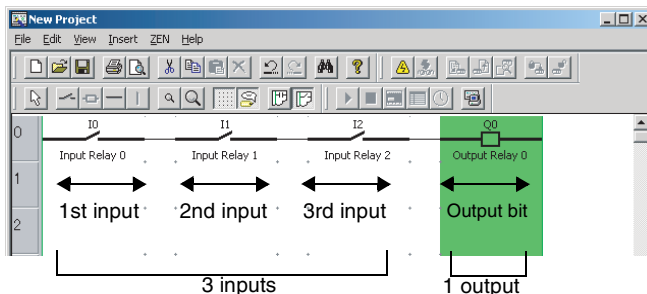 New Project
File Edit View Insert ZEN Help
0 I0 I1 I2 Q0
Input Relay 0 Input Relay 1 Input Relay 2 Output Relay 0
1
1st input 2nd input 3rd input Output bit
2
3 inputs 1 output